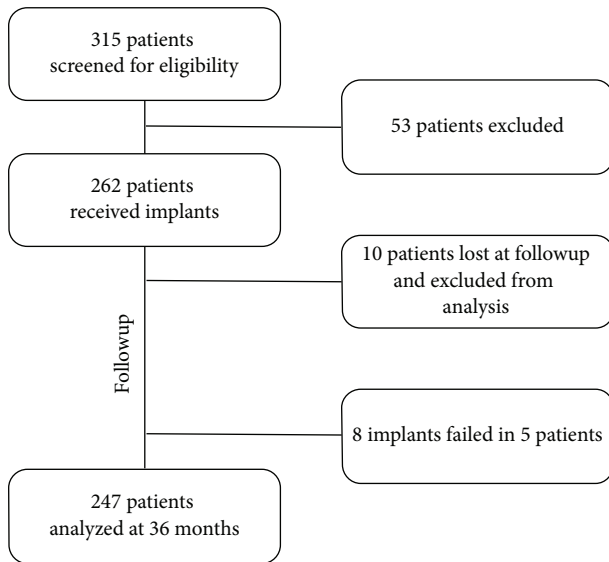 315 patients
screened for eligibility
53 patients excluded
262 patients
received implants
10 patients lost at followup
and excluded from
analysis
Followup
8 implants failed in 5 patients
247 patients
analyzed at 36 months